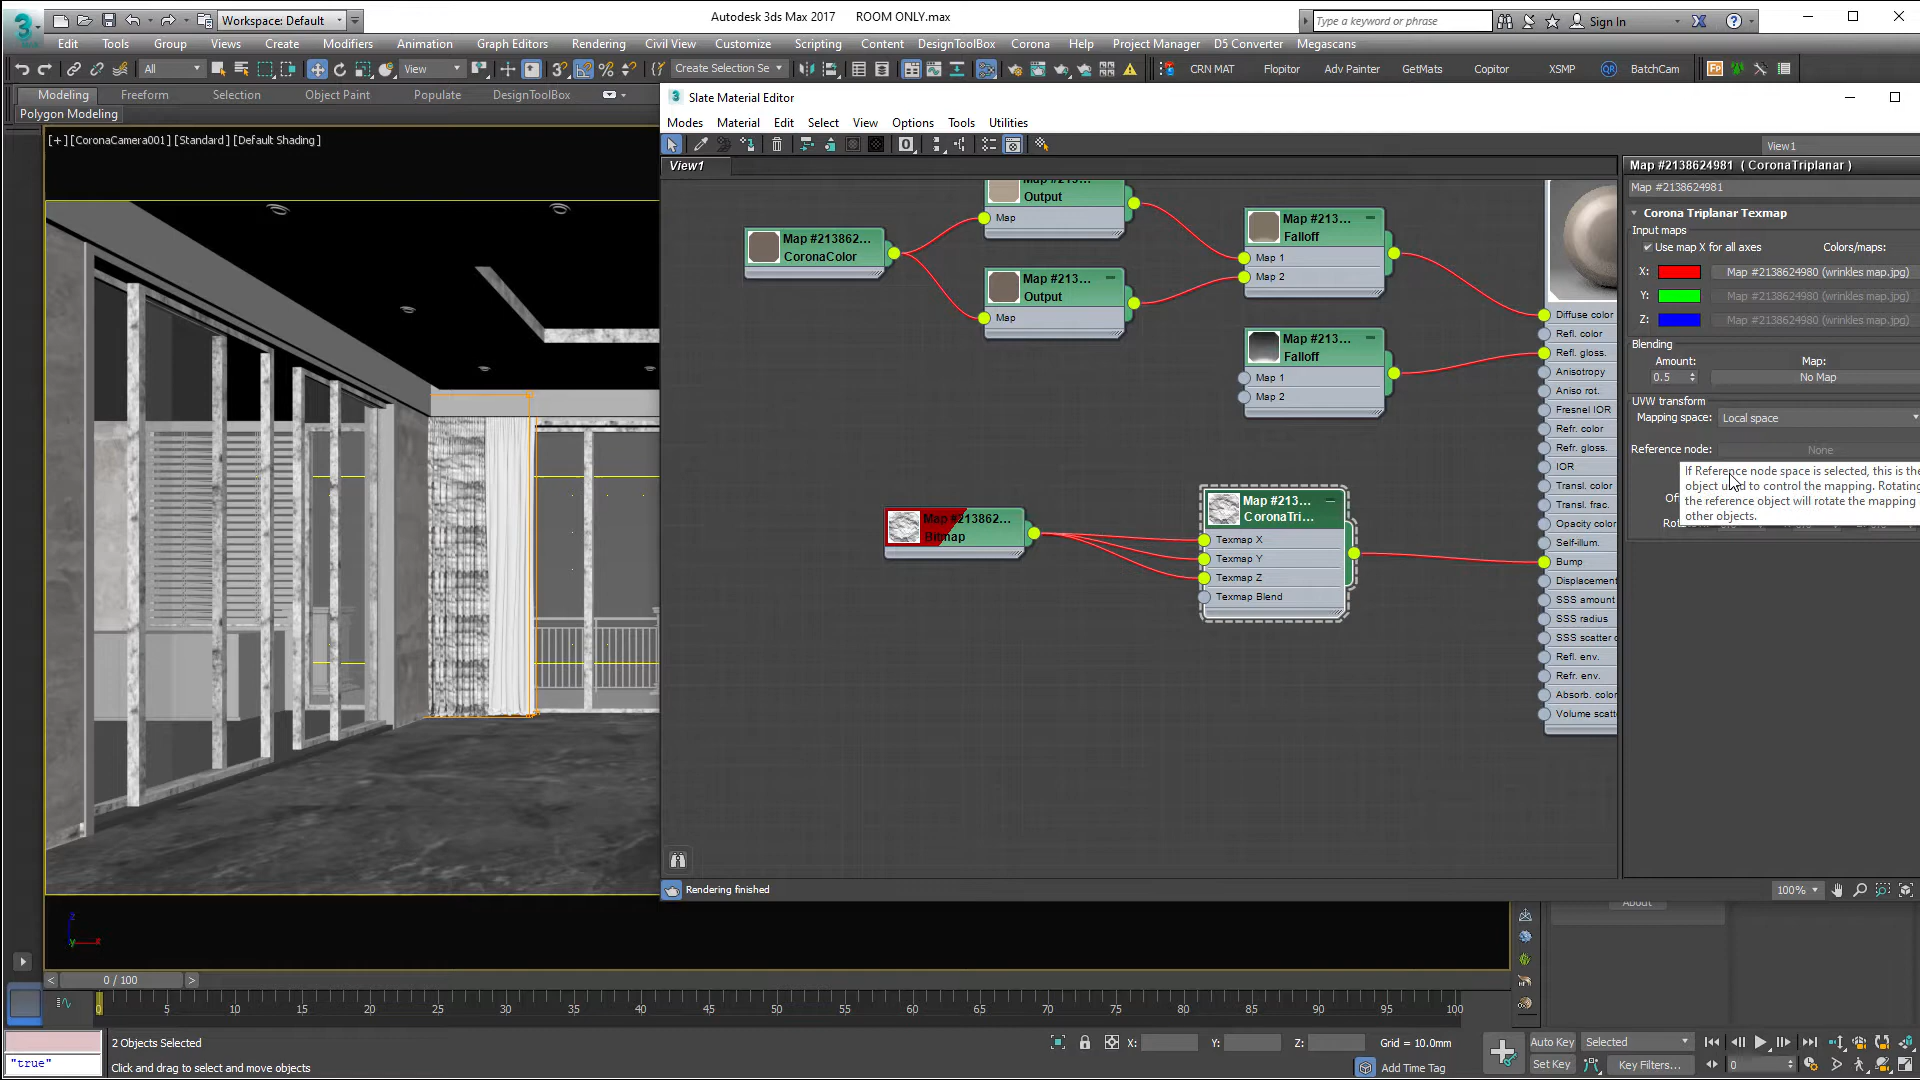 Workspace: Default
Autodesk 3ds Max 2017 ROOM ONLY.max
Type a keyword or phrase
Sign In
Edit Tools Group Views Create Modifiers Animation Graph Editors Rendering Civil View Customize Scripting Content DesignToolBox Corona Help Project Manager D5 Converter Megascans
All View Create Selection Se CRN MAT Flopitor Adv Painter GetMats Copitor XSMP BatchCam
Modeling Freeform Selection Object Paint Populate DesignToolBox
Polygon Modeling
Slate Material Editor
Modes Material Edit Select View Options Tools Utilities
[+] [CoronaCamera001] [Standard] [Default Shading]
View1
View1
Map #2138624981 ( CoronaTriplanar )
Map #2138624981
Corona Triplanar Texmap
Input maps
Use map X for all axes Colors/maps:
X: Map #2138624980 (wrinkles map.jpg)
Y: Map #2138624980 (wrinkles map.jpg)
Z: Map #2138624980 (wrinkles map.jpg)
Blending
Amount: Map:
0.5 No Map
UVW transform
Mapping space: Local space
Reference node: None
If Reference node space is selected, this is the
object used to control the mapping. Rotating
the reference object will rotate the mapping
other objects.
Output
Map
Map #213862...
CoronaColor
Map #213...
Output
Map
Map #213...
Falloff
Map 1
Map 2
Map #213...
Falloff
Map 1
Map 2
Map #213862...
Bitmap
Map #213...
CoronaTri...
Texmap X
Texmap Y
Texmap Z
Texmap Blend
Diffuse color
Refl. color
Refl. gloss.
Anisotropy
Aniso rot.
Fresnel IOR
Refr. color
Refr. gloss.
IOR
Transl. color
Transl. frac.
Opacity color
Self-illum.
Bump
Displacement
SSS amount
SSS radius
SSS scatter c
Refl. env.
Refr. env.
Absorb. color
Volume scatt
Rendering finished
100%
About
z
x
y
0 / 100
0 5 10 15 20 25 30 35 40 45 50 55 60 65 70 75 80 85 90 95 100
"true"
2 Objects Selected
Click and drag to select and move objects
X: Y: Z: Grid = 10.0mm
Add Time Tag
Auto Key Selected
Set Key Key Filters...
0